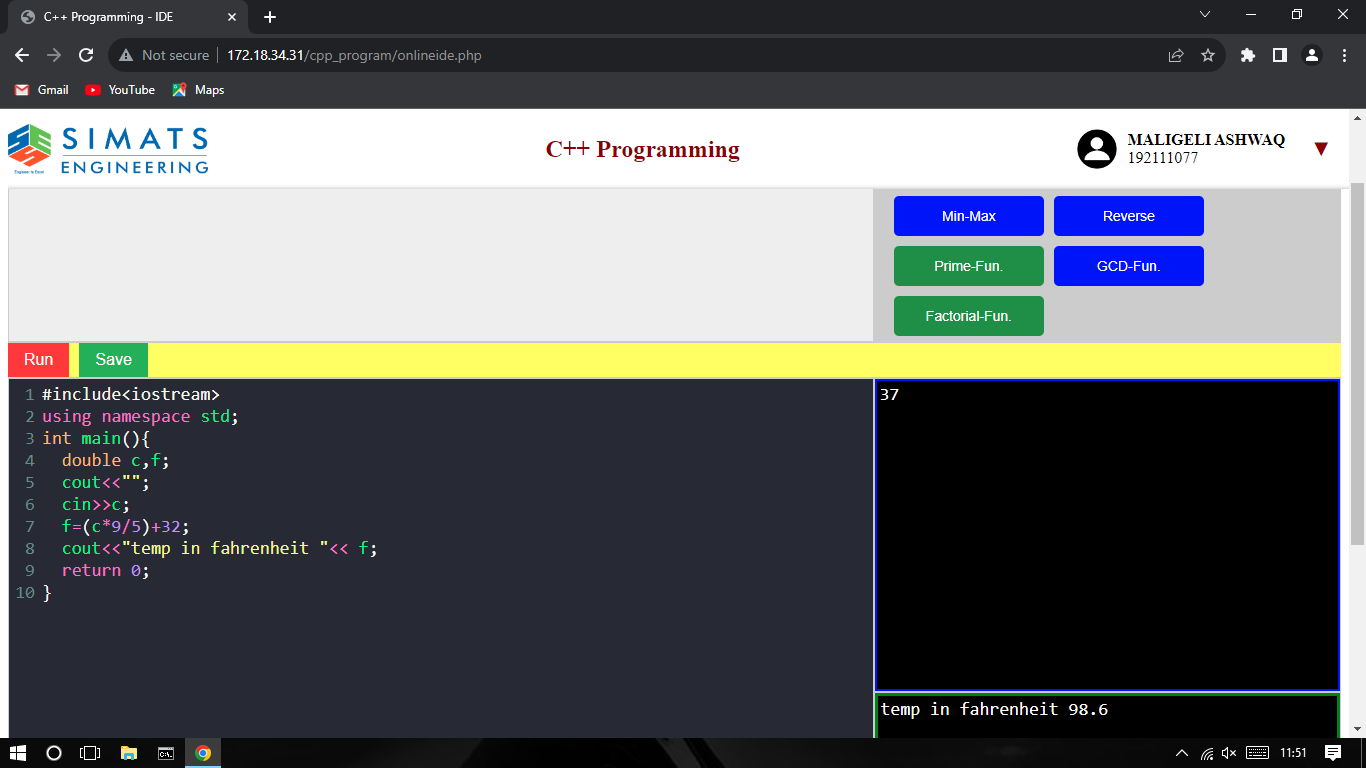 C++ Programming - IDE
Not secure 172.18.34.31/cpp_program/onlineide.php
Gmail YouTube Maps
SIMATS
ENGINEERING
Engineer to Excel
C++ Programming
MALIGELI ASHWAQ
192111077
Min-Max Reverse
Prime-Fun. GCD-Fun.
Factorial-Fun.
Run Save
1 #include<iostream>
2 using namespace std;
3 int main(){
4 double c,f;
5 cout<<"";
6 cin>>c;
7 f=(c*9/5)+32;
8 cout<<"temp in fahrenheit "<< f;
9 return 0;
10 }
37
temp in fahrenheit 98.6
11:51